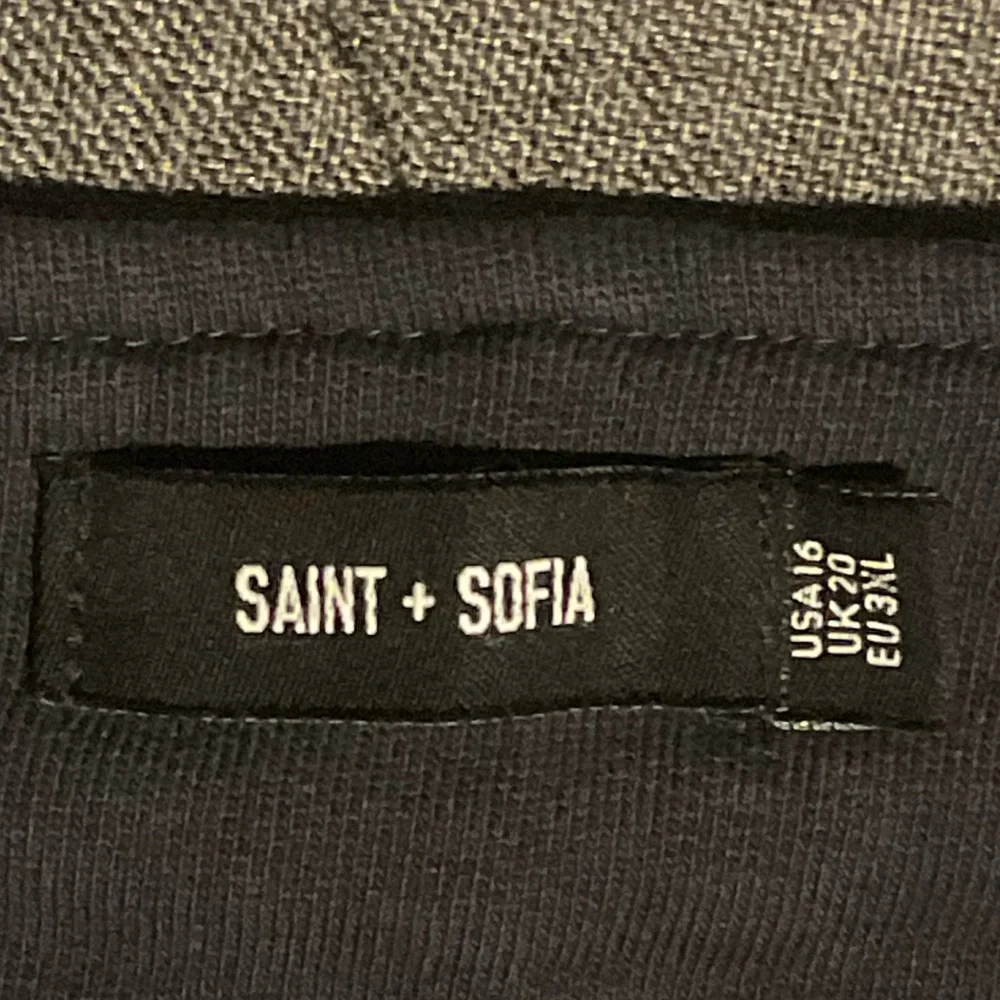 SAINT + SOFIA
USA 16
UK 20
EU 3XL